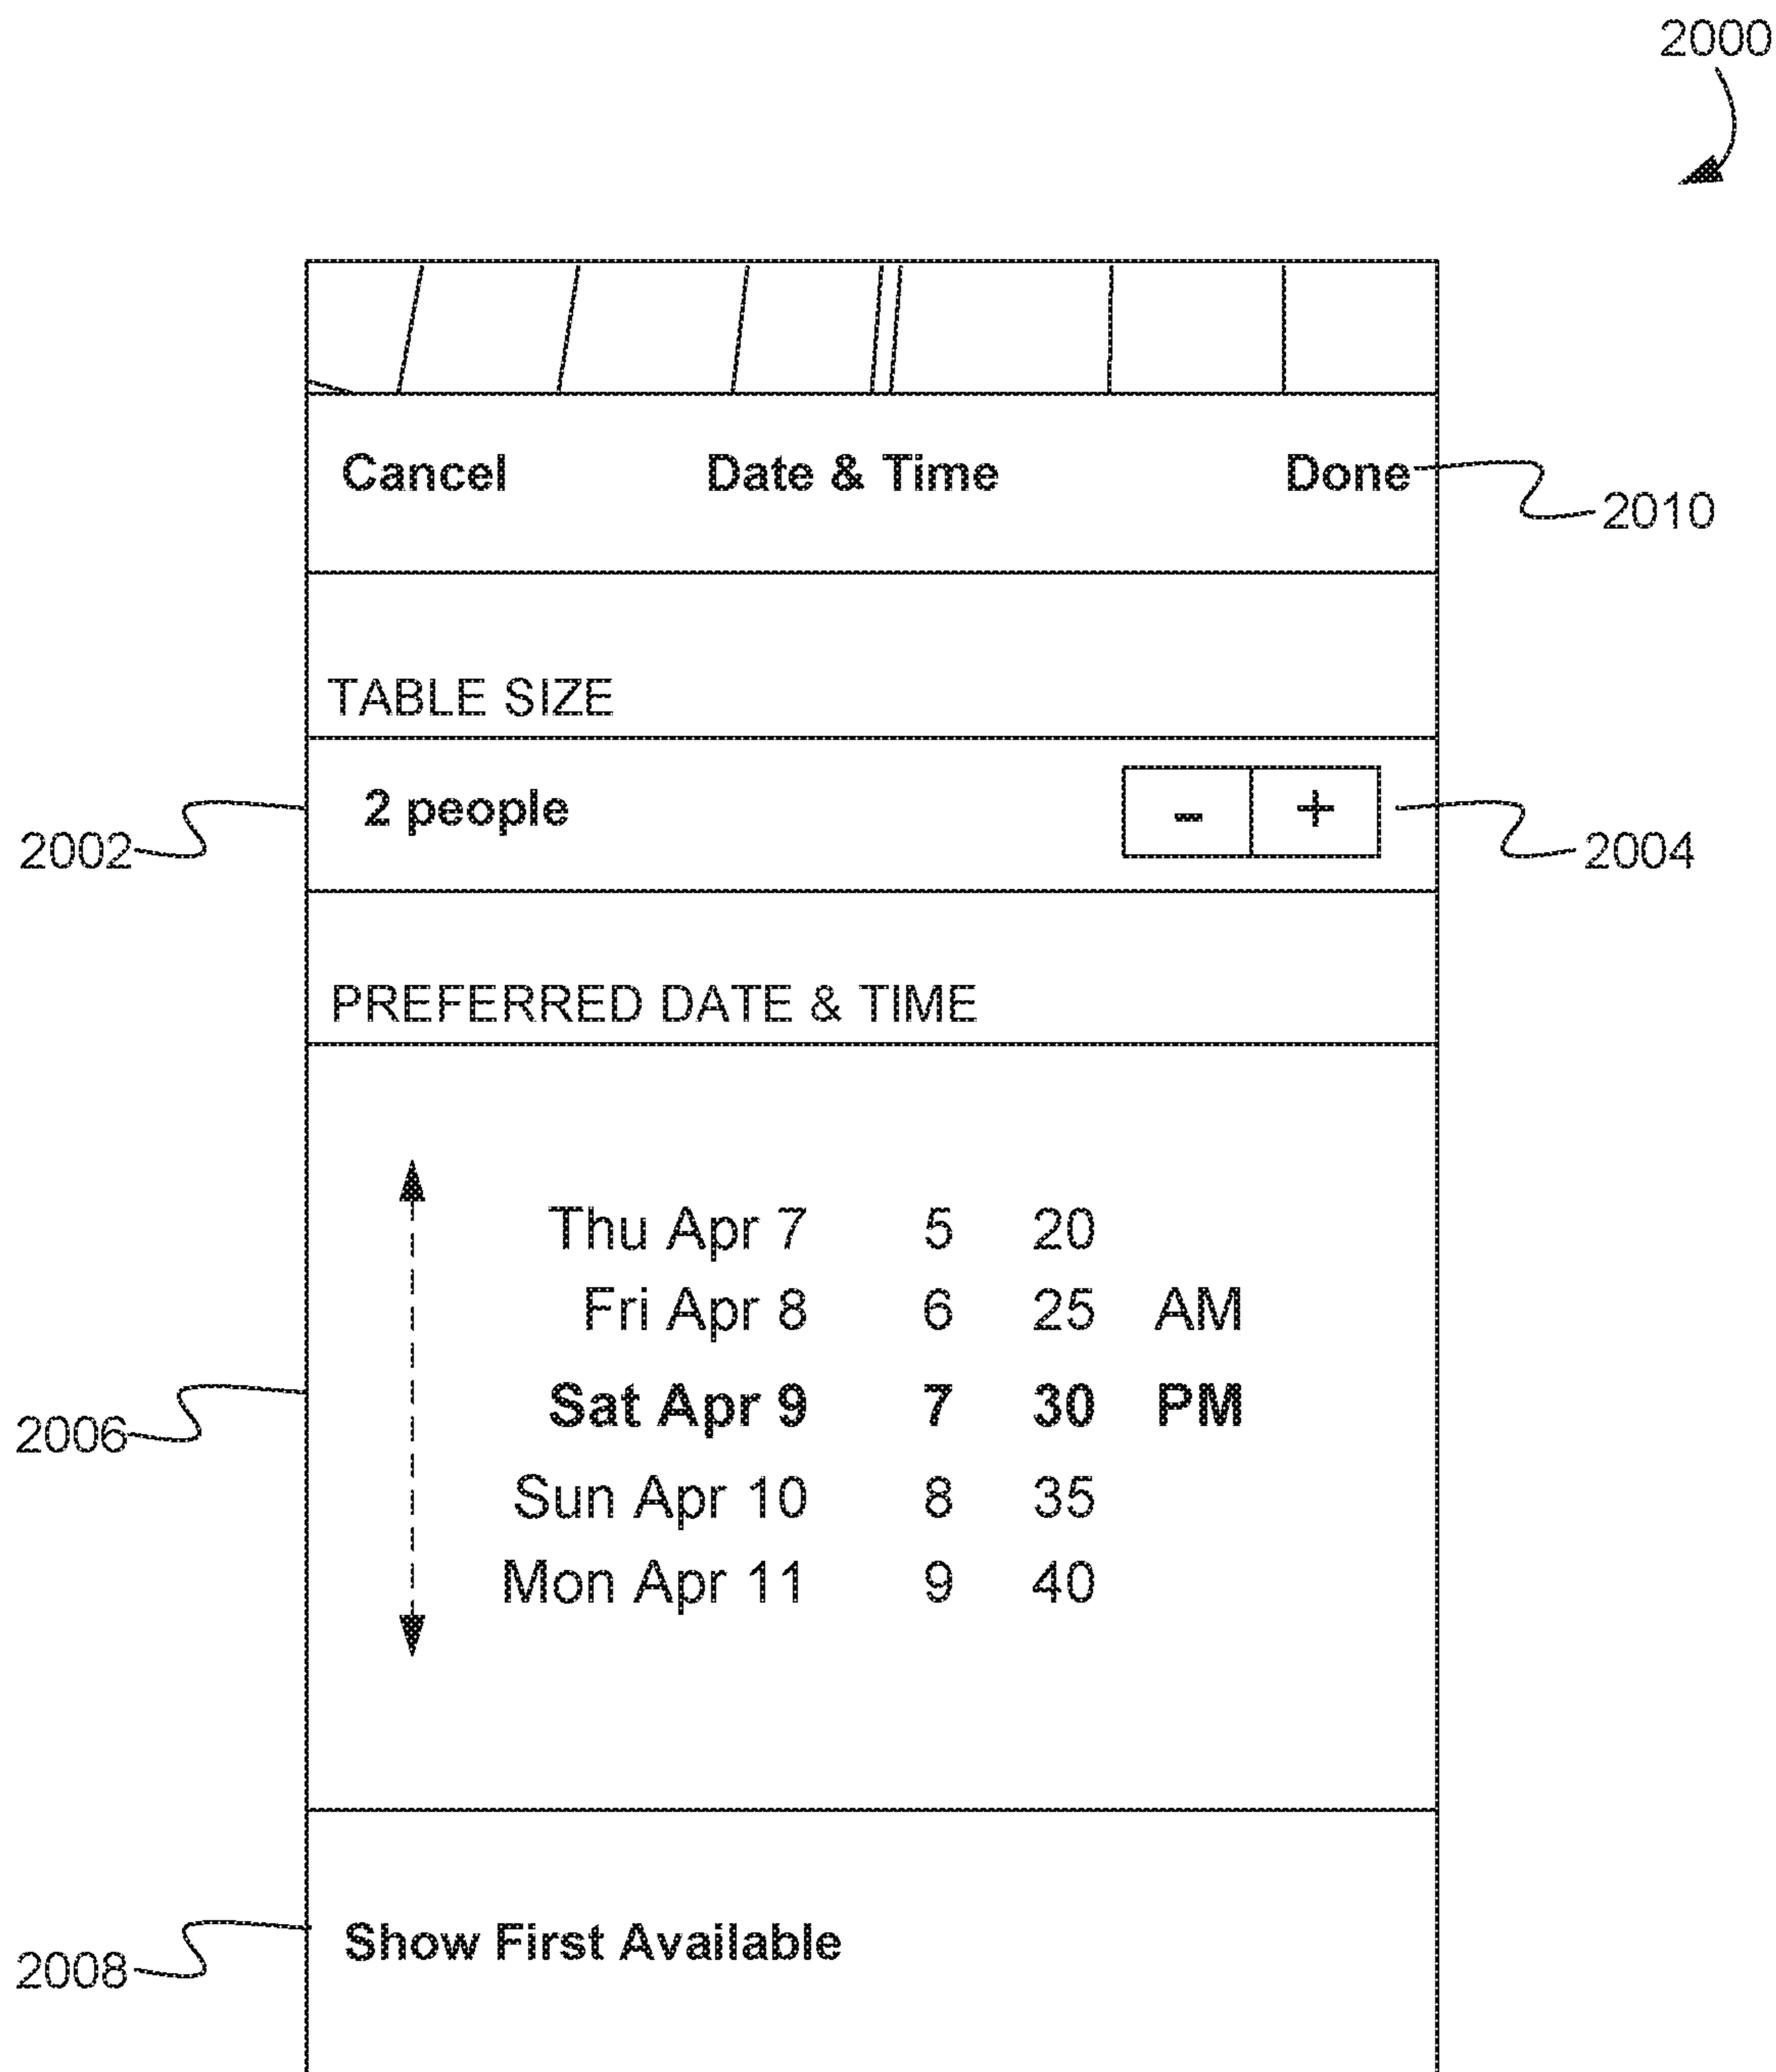 2000
Cancel Date & Time Done
2010
TABLE SIZE
2 people - +
2002
2004
PREFERRED DATE & TIME
Thu Apr 7 5 20
Fri Apr 8 6 25 AM
Sat Apr 9 7 30 PM
2006
Sun Apr 10 8 35
Mon Apr 11 9 40
Show First Available
2008